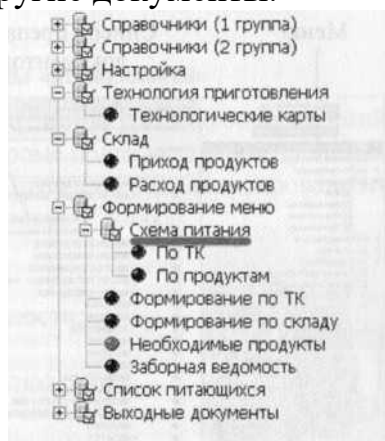 Справочники (1 группа)
Справочники (2 группа)
Настройка
Технология приготовления
Технологические карты
Склад
Приход продуктов
Расход продуктов
Формирование меню
Схема питания
По ТК
По продуктам
Формирование по ТК
Формирование по складу
Необходимые продукты
Заборная ведомость
Список питающихся
Выходные документы